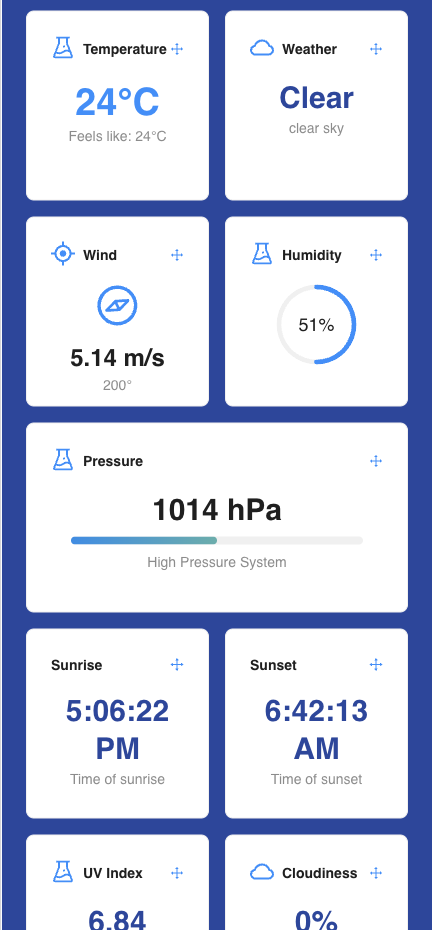 Temperature
24°C
Feels like: 24°C
Weather
Clear
clear sky
Wind
5.14 m/s
200°
Humidity
51%
Pressure
1014 hPa
High Pressure System
Sunrise
5:06:22
PM
Time of sunrise
Sunset
6:42:13
AM
Time of sunset
UV Index
6.84
Cloudiness
0%